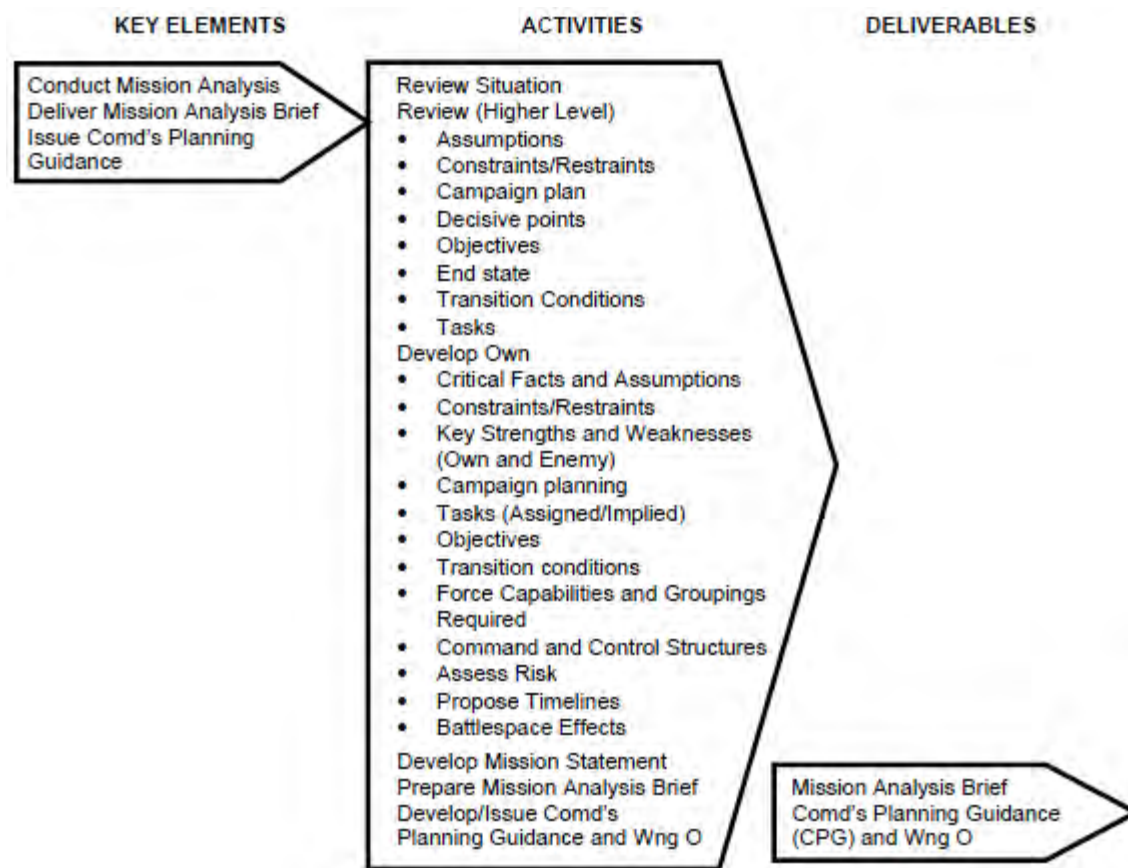 KEY ELEMENTS
ACTIVITIES
DELIVERABLES
Conduct Mission Analysis
Deliver Mission Analysis Brief
Issue Comd's Planning
Guidance
Review Situation
Review (Higher Level)
• Assumptions
• Constraints/Restraints
• Campaign plan
• Decisive points
• Objectives
• End state
• Transition Conditions
• Tasks
Develop Own
• Critical Facts and Assumptions
• Constraints/Restraints
• Key Strengths and Weaknesses
(Own and Enemy)
• Campaign planning
• Tasks (Assigned/Implied)
• Objectives
• Transition conditions
• Force Capabilities and Groupings
Required
• Command and Control Structures
• Assess Risk
• Propose Timelines
• Battlespace Effects
Develop Mission Statement
Prepare Mission Analysis Brief
Develop/Issue Comd's
Planning Guidance and Wng O
Mission Analysis Brief
Comd's Planning Guidance
(CPG) and Wng O